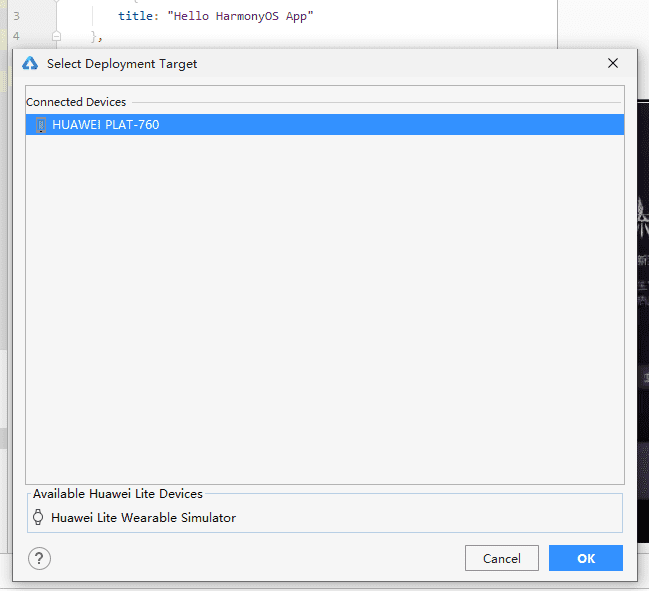 3
title: "Hello HarmonyOS App"
4
},
Select Deployment Target
Connected Devices
HUAWEI PLAT-760
Available Huawei Lite Devices
Huawei Lite Wearable Simulator
?
Cancel
OK